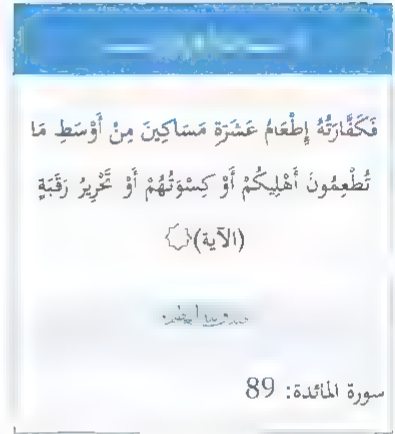 فَكَفَّارَتُهُ إِطْعَامُ عَشَرَةِ مَسَاكِينَ مِنْ أَوْسَطِ مَا
تُطْعِمُونَ أَهْلِيكُمْ أَوْ كِسْوَتُهُمْ أَوْ تَحْرِيرُ رَقَبَةٍ
(الآية)
سورة المائدة: 89